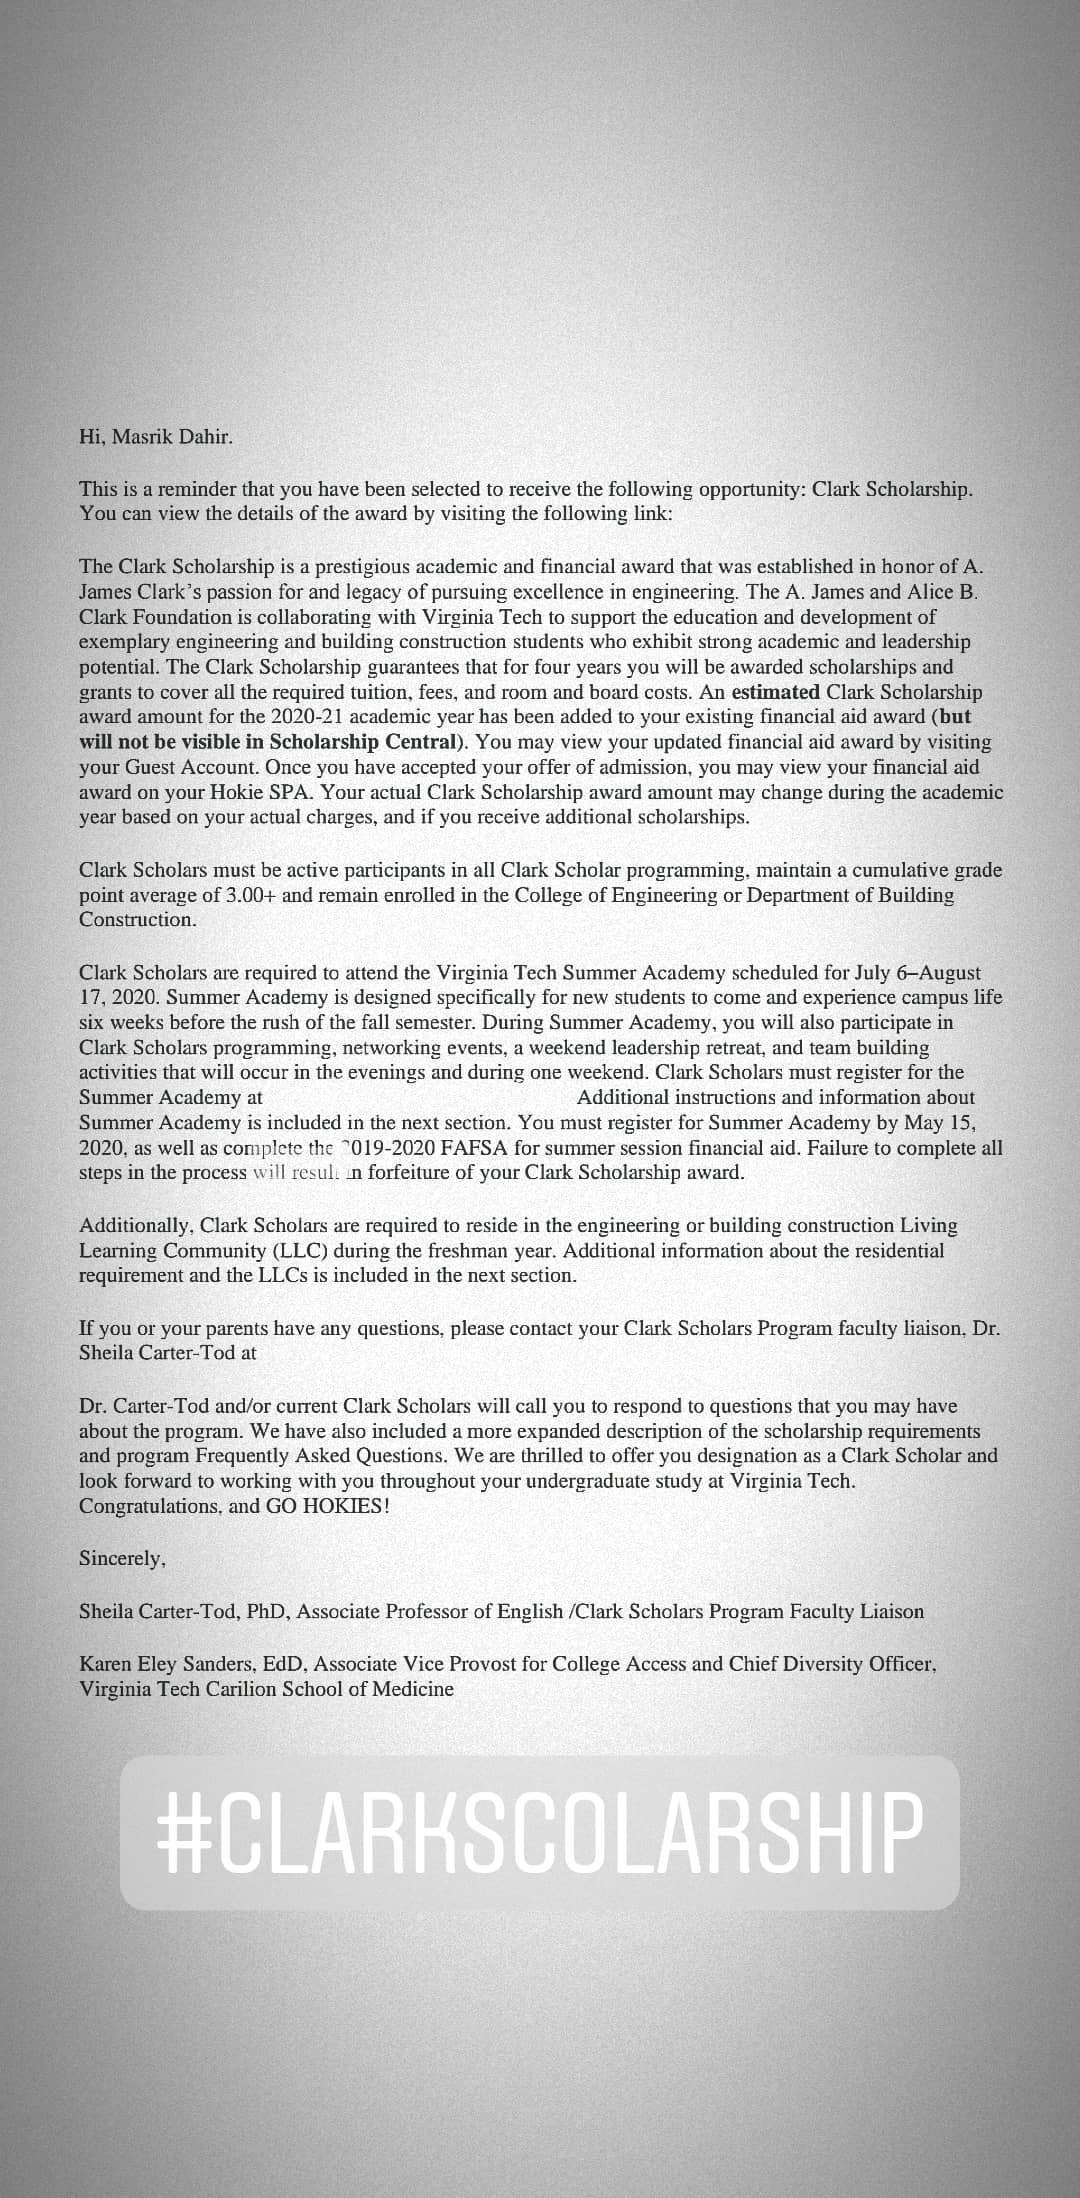 Hi, Masrik Dahir.
This is a reminder that you have been selected to receive the following opportunity: Clark Scholarship.
You can view the details of the award by visiting the following link:
The Clark Scholarship is a prestigious academic and financial award that was established in honor of A.
James Clark’s passion for and legacy of pursuing excellence in engineering. The A. James and Alice B.
Clark Foundation is collaborating with Virginia Tech to support the education and development of
exemplary engineering and building construction students who exhibit strong academic and leadership
potential. The Clark Scholarship guarantees that for four years you will be awarded scholarships and
grants to cover all the required tuition, fees, and room and board costs. An estimated Clark Scholarship
award amount for the 2020-21 academic year has been added to your existing financial aid award (but
will not be visible in Scholarship Central). You may view your updated financial aid award by visiting
your Guest Account. Once you have accepted your offer of admission, you may view your financial aid
award on your Hokie SPA. Your actual Clark Scholarship award amount may change during the academic
year based on your actual charges, and if you receive additional scholarships.
Clark Scholars must be active participants in all Clark Scholar programming, maintain a cumulative grade
point average of 3.00+ and remain enrolled in the College of Engineering or Department of Building
Construction.
Clark Scholars are required to attend the Virginia Tech Summer Academy scheduled for July 6–August
17, 2020. Summer Academy is designed specifically for new students to come and experience campus life
six weeks before the rush of the fall semester. During Summer Academy, you will also participate in
Clark Scholars programming, networking events, a weekend leadership retreat, and team building
activities that will occur in the evenings and during one weekend. Clark Scholars must register for the
Summer Academy at Additional instructions and information about
Summer Academy is included in the next section. You must register for Summer Academy by May 15,
2020, as well as complete the 2019-2020 FAFSA for summer session financial aid. Failure to complete all
steps in the process will result in forfeiture of your Clark Scholarship award.
Additionally, Clark Scholars are required to reside in the engineering or building construction Living
Learning Community (LLC) during the freshman year. Additional information about the residential
requirement and the LLCs is included in the next section.
If you or your parents have any questions, please contact your Clark Scholars Program faculty liaison, Dr.
Sheila Carter-Tod at
Dr. Carter-Tod and/or current Clark Scholars will call you to respond to questions that you may have
about the program. We have also included a more expanded description of the scholarship requirements
and program Frequently Asked Questions. We are thrilled to offer you designation as a Clark Scholar and
look forward to working with you throughout your undergraduate study at Virginia Tech.
Congratulations, and GO HOKIES!
Sincerely,
Sheila Carter-Tod, PhD, Associate Professor of English /Clark Scholars Program Faculty Liaison
Karen Eley Sanders, EdD, Associate Vice Provost for College Access and Chief Diversity Officer,
Virginia Tech Carilion School of Medicine
#CLARKSCOLARSHIP